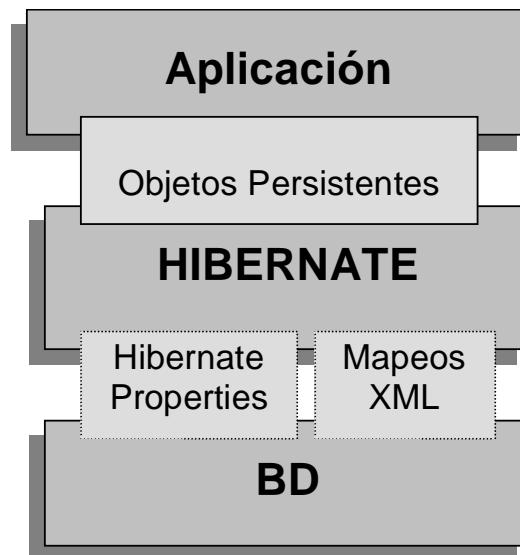 Aplicación
Objetos Persistentes
HIBERNATE
Hibernate
Properties
Mapeos
XML
BD